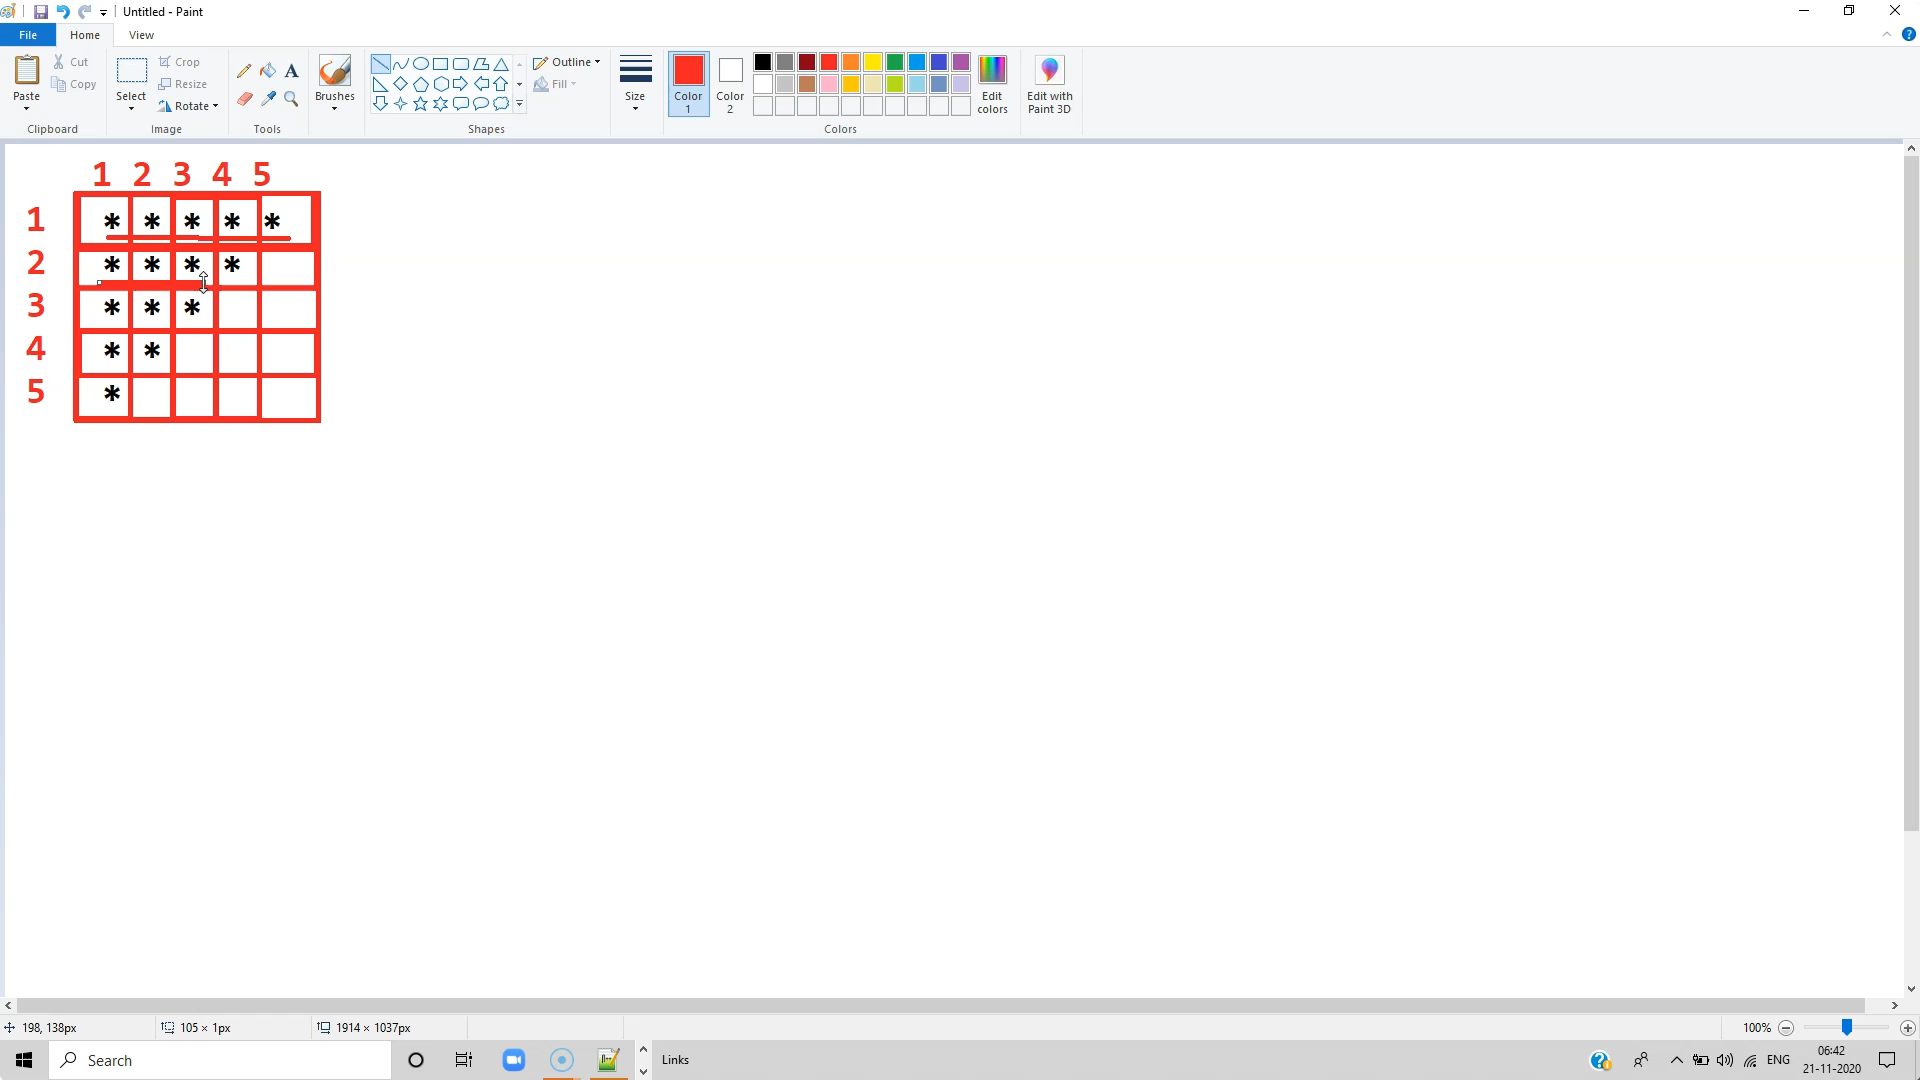 Untitled - Paint
File Home View
Paste
Cut
Copy
Clipboard
Select
Crop
Resize
Rotate
Image
Tools
Brushes
Shapes
Outline
Fill
Size
Color 1
Color 2
Edit colors
Colors
Edit with Paint 3D
1 2 3 4 5
1 * * * * *
2 * * * *
3 * * *
4 * *
5 *
198, 138px 105 × 1px 1914 × 1037px 100%
Search Links ENG 06:42
21-11-2020